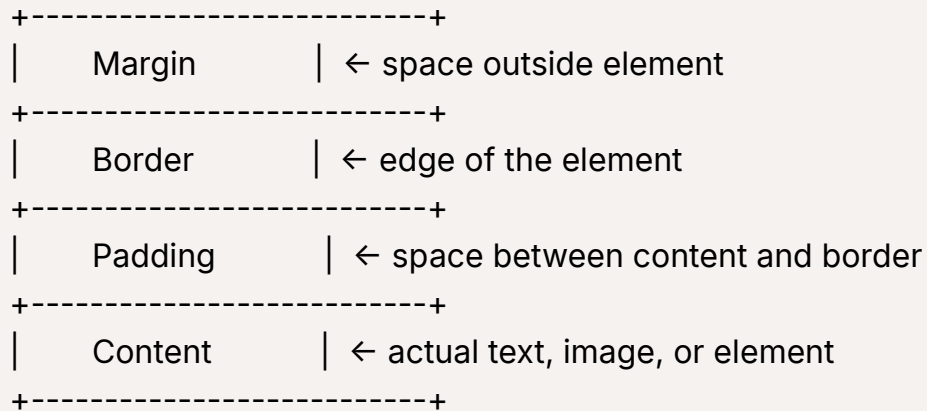 +---------------------------+
|        Margin            |  ← space outside element
+---------------------------+
|        Border            |  ← edge of the element
+---------------------------+
|        Padding            |  ← space between content and border
+---------------------------+
|        Content            |  ← actual text, image, or element
+---------------------------+